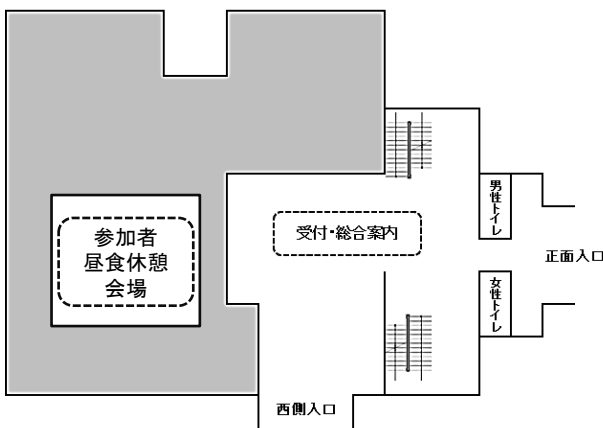 男性トイレ
参加者
昼食休憩
会場
受付・総合案内
正面入口
女性トイレ
西側入口